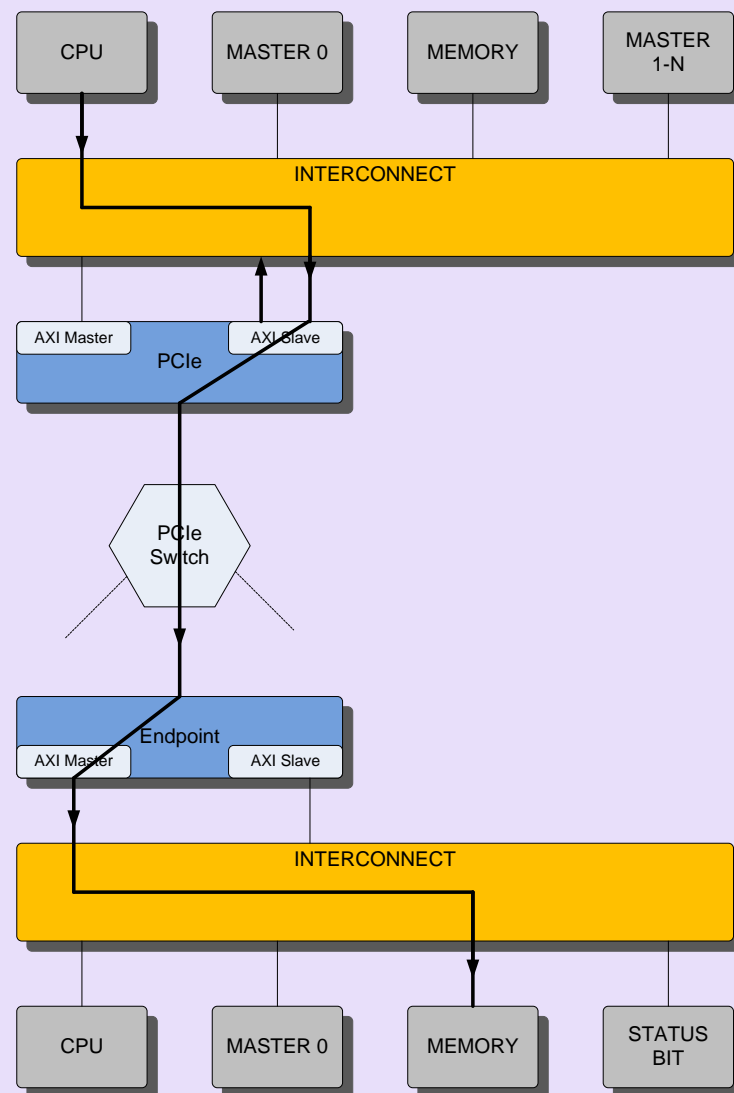 CPU
MASTER 0
MEMORY
MASTER
1-N
INTERCONNECT
AXI Master
AXI Slave
PCIe
PCIe
Switch
Endpoint
AXI Master
AXI Slave
INTERCONNECT
CPU
MASTER 0
MEMORY
STATUS
BIT